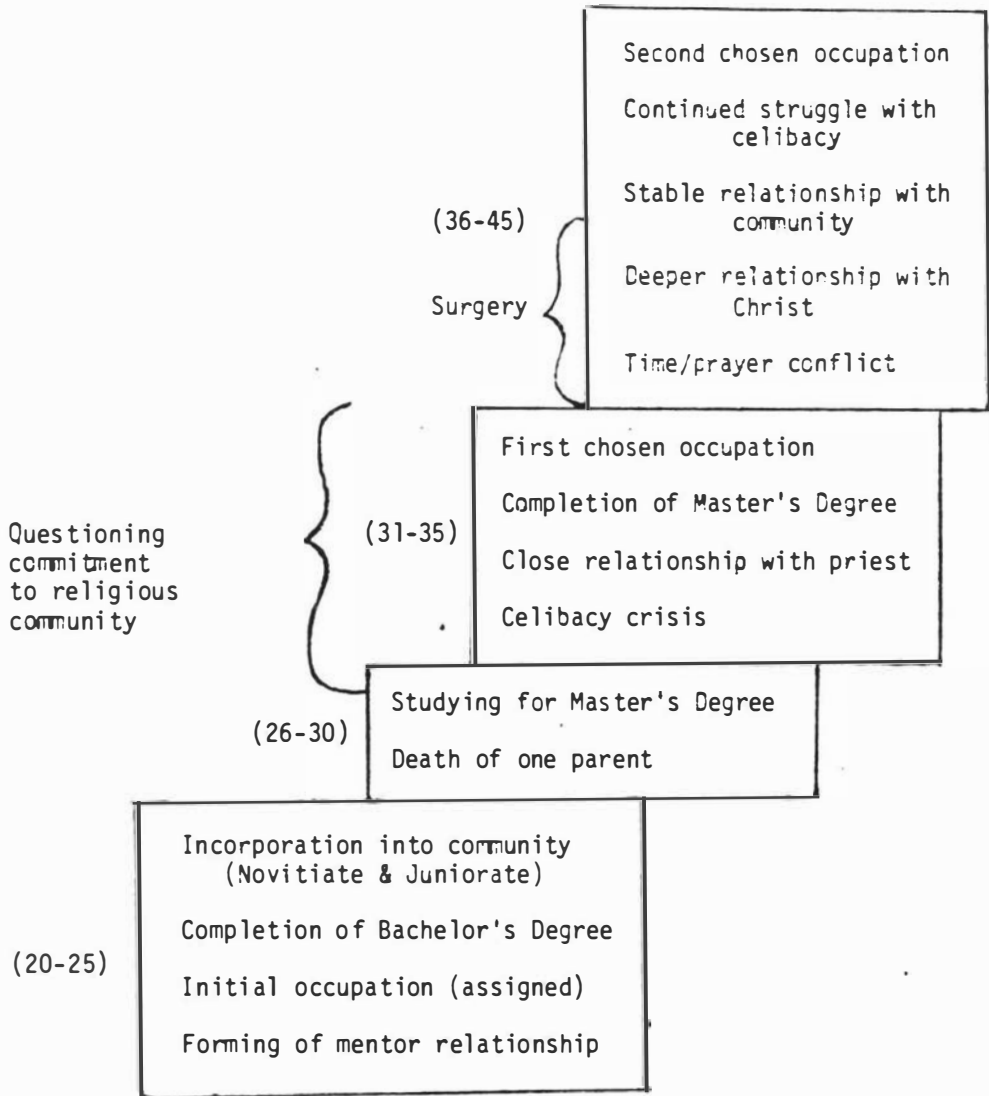 Second chosen occupation
Continued struggle with
celibacy
Stable relationship with
community
(36-45)
Deeper relationship with
Christ
Surgery
Time/prayer conflict
First chosen occupation
Completion of Master's Degree
(31-35)
Close relationship with priest
Celibacy crisis
Questioning
commitment
to religious
community
Studying for Master's Degree
(26-30)
Death of one parent
Incorporation into community
(Novitiate & Juniorate)
Completion of Bachelor's Degree
(20-25)
Initial occupation (assigned)
Forming of mentor relationship